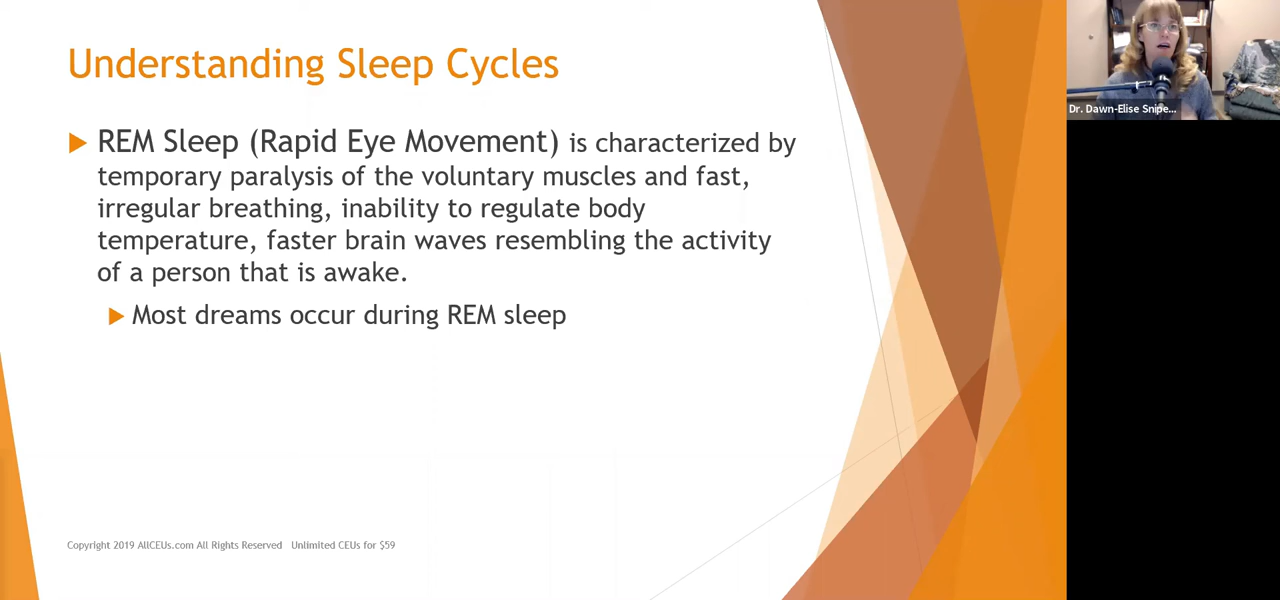 Understanding Sleep Cycles
REM Sleep (Rapid Eye Movement) is characterized by
temporary paralysis of the voluntary muscles and fast,
irregular breathing, inability to regulate body
temperature, faster brain waves resembling the activity
of a person that is awake.
Most dreams occur during REM sleep
Copyright 2019 AllCEUs.com All Rights Reserved Unlimited CEUs for $59
Dr. Dawn-Elise Snipe...